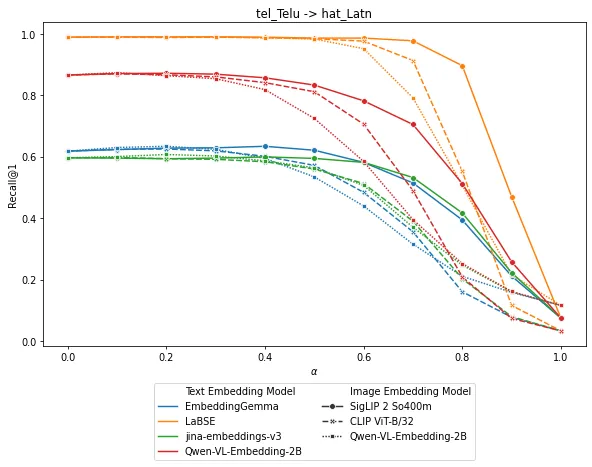 tel_Telu -> hat_Latn
Recall@1
1.0
0.8
0.6
0.4
0.2
0.0
0.0 0.2 0.4 0.6 0.8 1.0
α
Text Embedding Model Image Embedding Model
EmbeddingGemma SigLIP 2 So400m
LaBSE CLIP ViT-B/32
jina-embeddings-v3 Qwen-VL-Embedding-2B
Qwen-VL-Embedding-2B